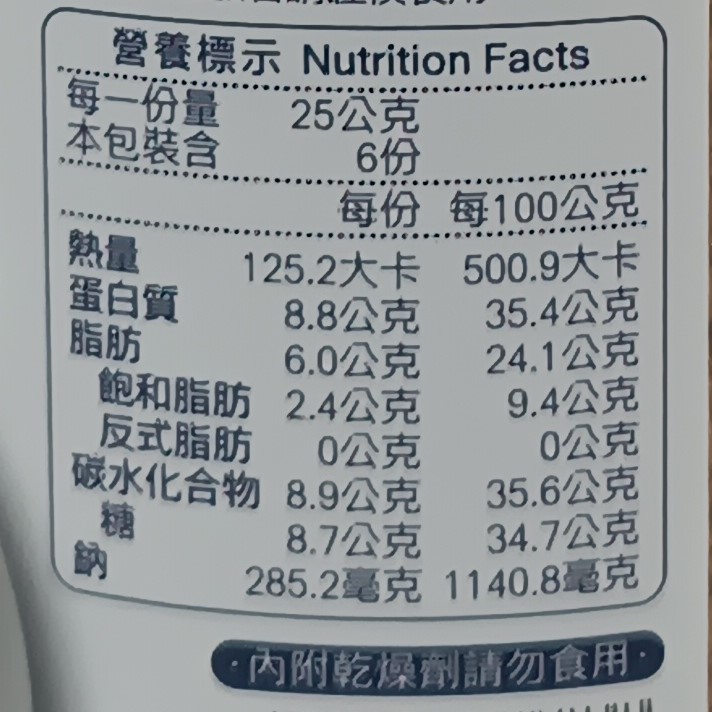 營養標示 Nutrition Facts
每一份量 25公克
本包裝含 6份
每份 每100公克
熱量 125.2大卡 500.9大卡
蛋白質 8.8公克 35.4公克
脂肪 6.0公克 24.1公克
飽和脂肪 2.4公克 9.4公克
反式脂肪 0公克 0公克
碳水化合物 8.9公克 35.6公克
糖 8.7公克 34.7公克
鈉 285.2毫克 1140.8毫克
·內附乾燥劑請勿食用·